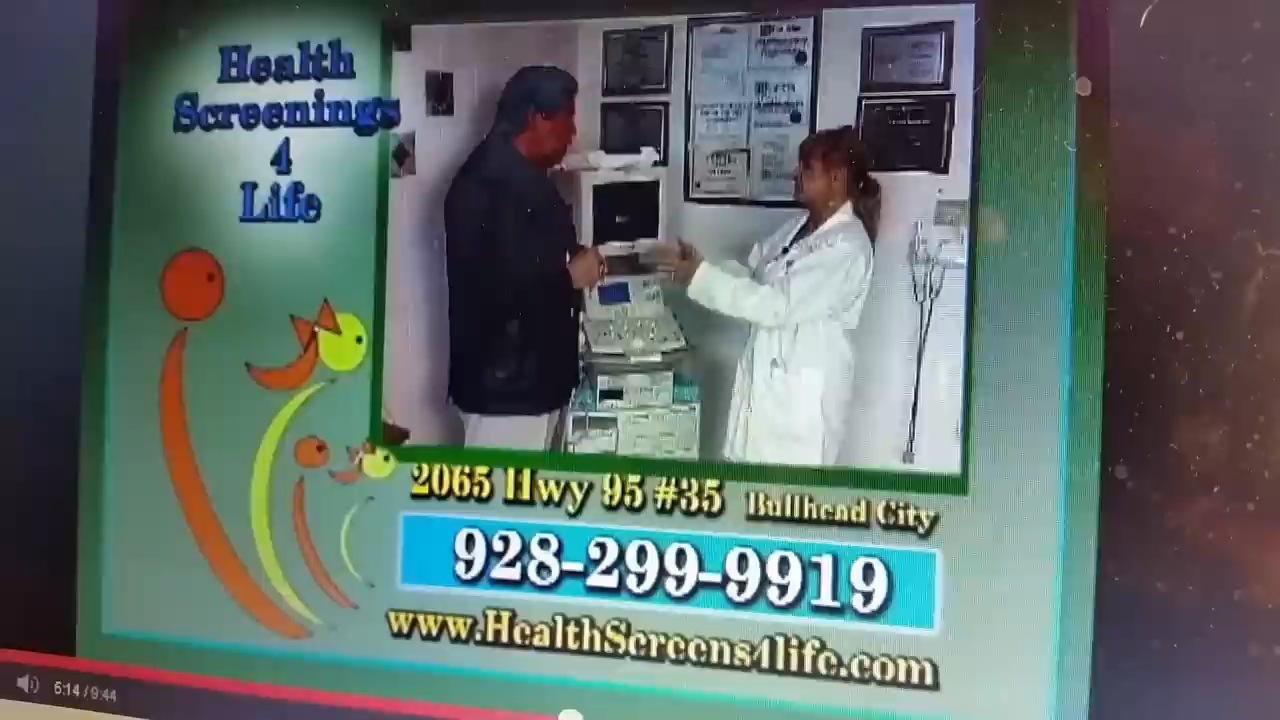 Health
Screenings
4
Life
2065 Hwy 95 #35 Bullhead City
928-299-9919
www.HealthScreens4life.com
6:14 / 9:44